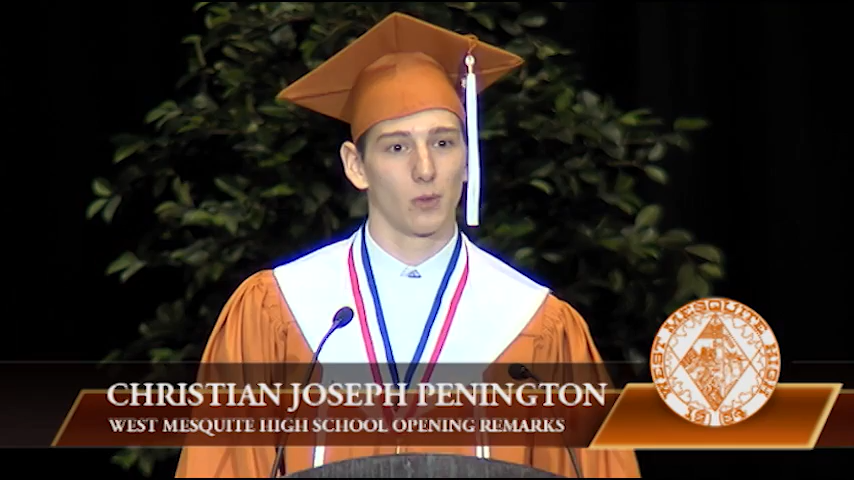 CHRISTIAN JOSEPH PENINGTON
WEST MESQUITE HIGH SCHOOL OPENING REMARKS
WEST MESQUITE HIGH